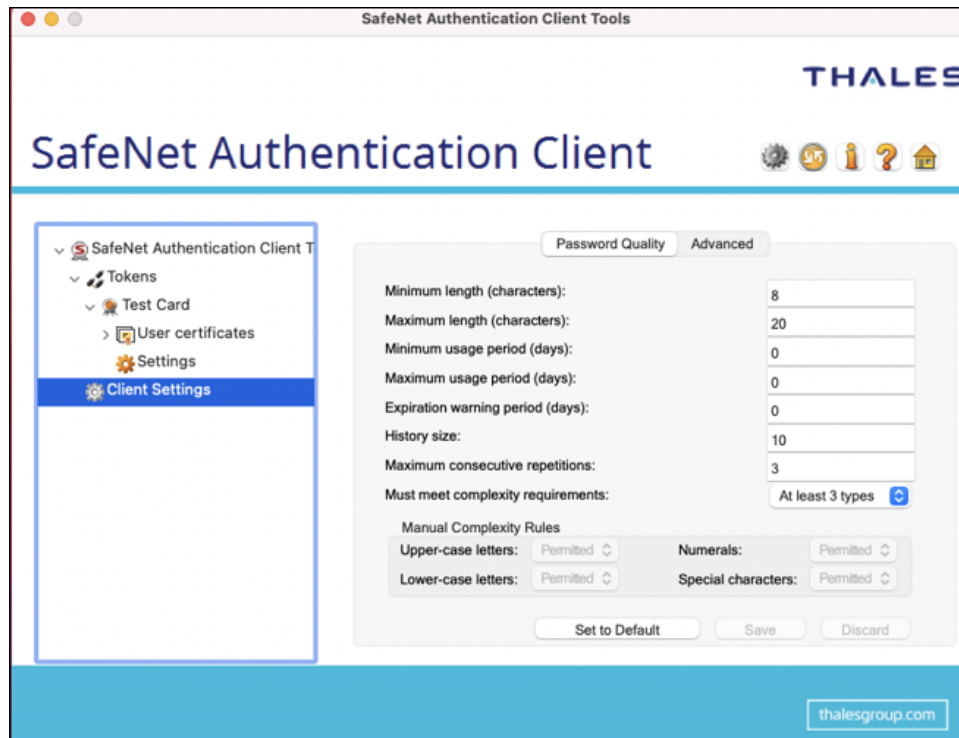 SafeNet Authentication Client Tools
THALES
SafeNet Authentication Client
SafeNet Authentication Client T
Tokens
Test Card
User certificates
Settings
Client Settings
Password Quality Advanced
Minimum length (characters): 8
Maximum length (characters): 20
Minimum usage period (days): 0
Maximum usage period (days): 0
Expiration warning period (days): 0
History size: 10
Maximum consecutive repetitions: 3
Must meet complexity requirements: At least 3 types
Manual Complexity Rules
Upper-case letters: Permitted Numerals: Permitted
Lower-case letters: Permitted Special characters: Permitted
Set to Default Save Discard
thalesgroup.com